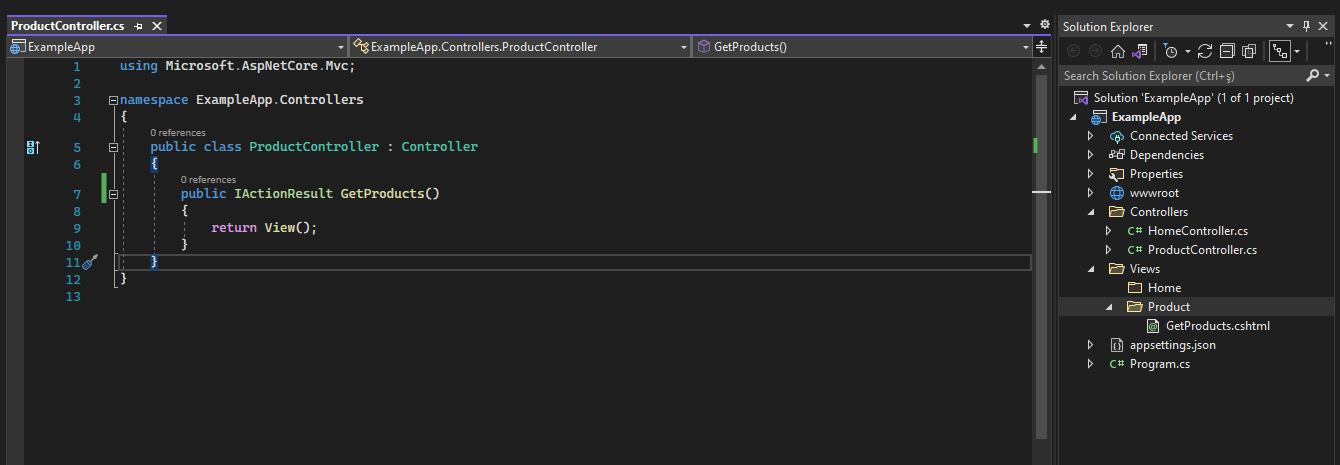 ProductController.cs
ExampleApp
ExampleApp.Controllers.ProductController
GetProducts()
1 using Microsoft.AspNetCore.Mvc;
2
3 namespace ExampleApp.Controllers
4 {
0 references
5 public class ProductController : Controller
6 {
0 references
7 public IActionResult GetProducts()
8 {
9 return View();
10 }
11 }
12 }
13
Solution Explorer
Search Solution Explorer (Ctrl+ş)
Solution 'ExampleApp' (1 of 1 project)
ExampleApp
Connected Services
Dependencies
Properties
wwwroot
Controllers
C# HomeController.cs
C# ProductController.cs
Views
Home
Product
GetProducts.cshtml
appsettings.json
C# Program.cs